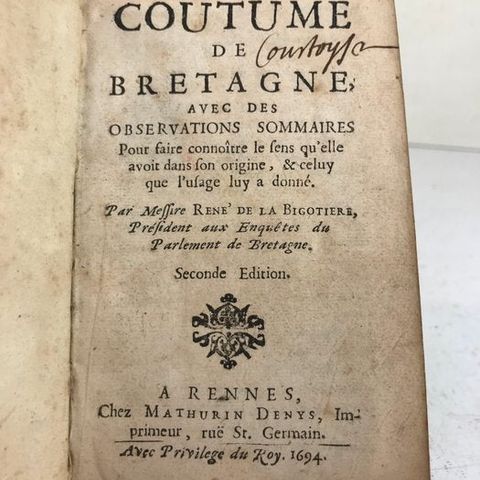 COUTUME
DE
BRETAGNE,
AVEC DES
OBSERVATIONS SOMMAIRES
Pour faire connoître le ſens qu'elle
avoit dans ſon origine, & celuy
que l'uſage luy a donné.
Par Meſſire RENE' DE LA BIGOTIERE,
Préſident aux Enquêtes du
Parlement de Bretagne.
Seconde Edition.
A RENNES,
Chez MATHURIN DENYS, Im-
primeur, ruë St. Germain.
Avec Privilege du Roy. 1694.